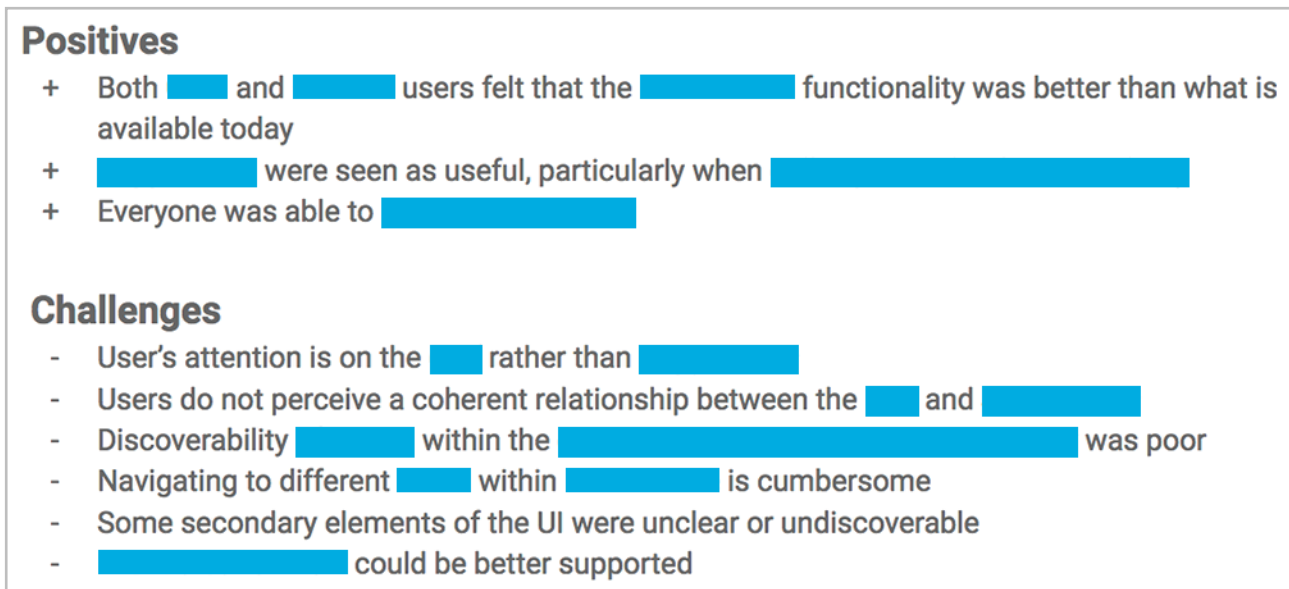 Positives
+ Both and users felt that the functionality was better than what is
available today
+ were seen as useful, particularly when
+ Everyone was able to
Challenges
- User’s attention is on the rather than
- Users do not perceive a coherent relationship between the and
- Discoverability within the was poor
- Navigating to different within is cumbersome
- Some secondary elements of the UI were unclear or undiscoverable
- could be better supported